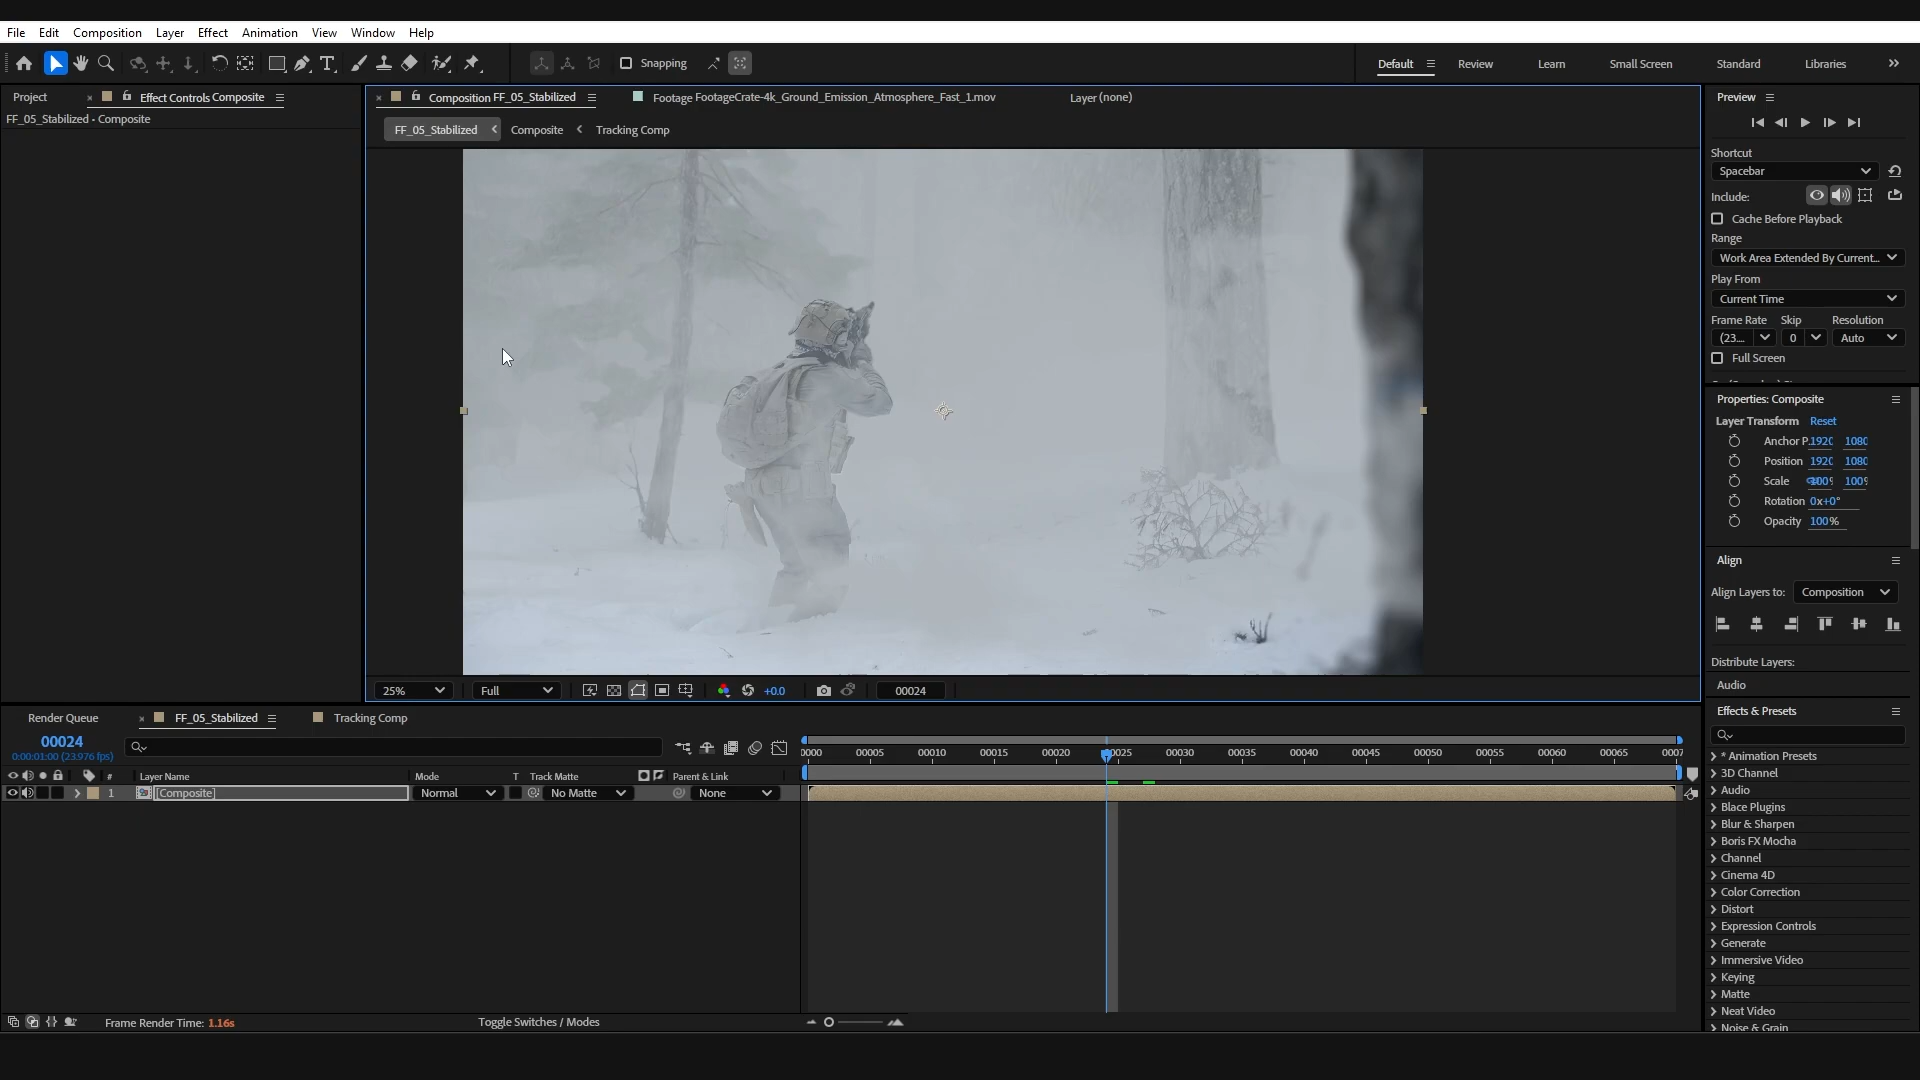 File Edit Composition Layer Effect Animation View Window Help
Snapping
Default Review Learn Small Screen Standard Libraries
Project Effect Controls Composite
FF_05_Stabilized • Composite
Composition FF_05_Stabilized Footage FootageCrate-4k_Ground_Emission_Atmosphere_Fast_1.mov Layer (none)
FF_05_Stabilized Composite Tracking Comp
25% Full +0.0 00024
Preview
Shortcut
Spacebar
Include:
Cache Before Playback
Range
Work Area Extended By Current...
Play From
Current Time
Frame Rate Skip Resolution
(23.... 0 Auto
Full Screen
Properties: Composite
Layer Transform Reset
Anchor P. 1920 1080
Position 1920 1080
Scale 100% 100%
Rotation 0x+0°
Opacity 100%
Align
Align Layers to: Composition
Distribute Layers:
Audio
Effects & Presets
* Animation Presets
3D Channel
Audio
Blace Plugins
Blur & Sharpen
Boris FX Mocha
Channel
Cinema 4D
Color Correction
Distort
Expression Controls
Generate
Immersive Video
Keying
Matte
Neat Video
Noise & Grain
Render Queue FF_05_Stabilized Tracking Comp
00024
0:00:01:00 (23.976 fps)
# Layer Name Mode T Track Matte Parent & Link
1 [Composite] Normal No Matte None
0000 00005 00010 00015 00020 00025 00030 00035 00040 00045 00050 00055 00060 00065 0007
Frame Render Time: 1.16s Toggle Switches / Modes